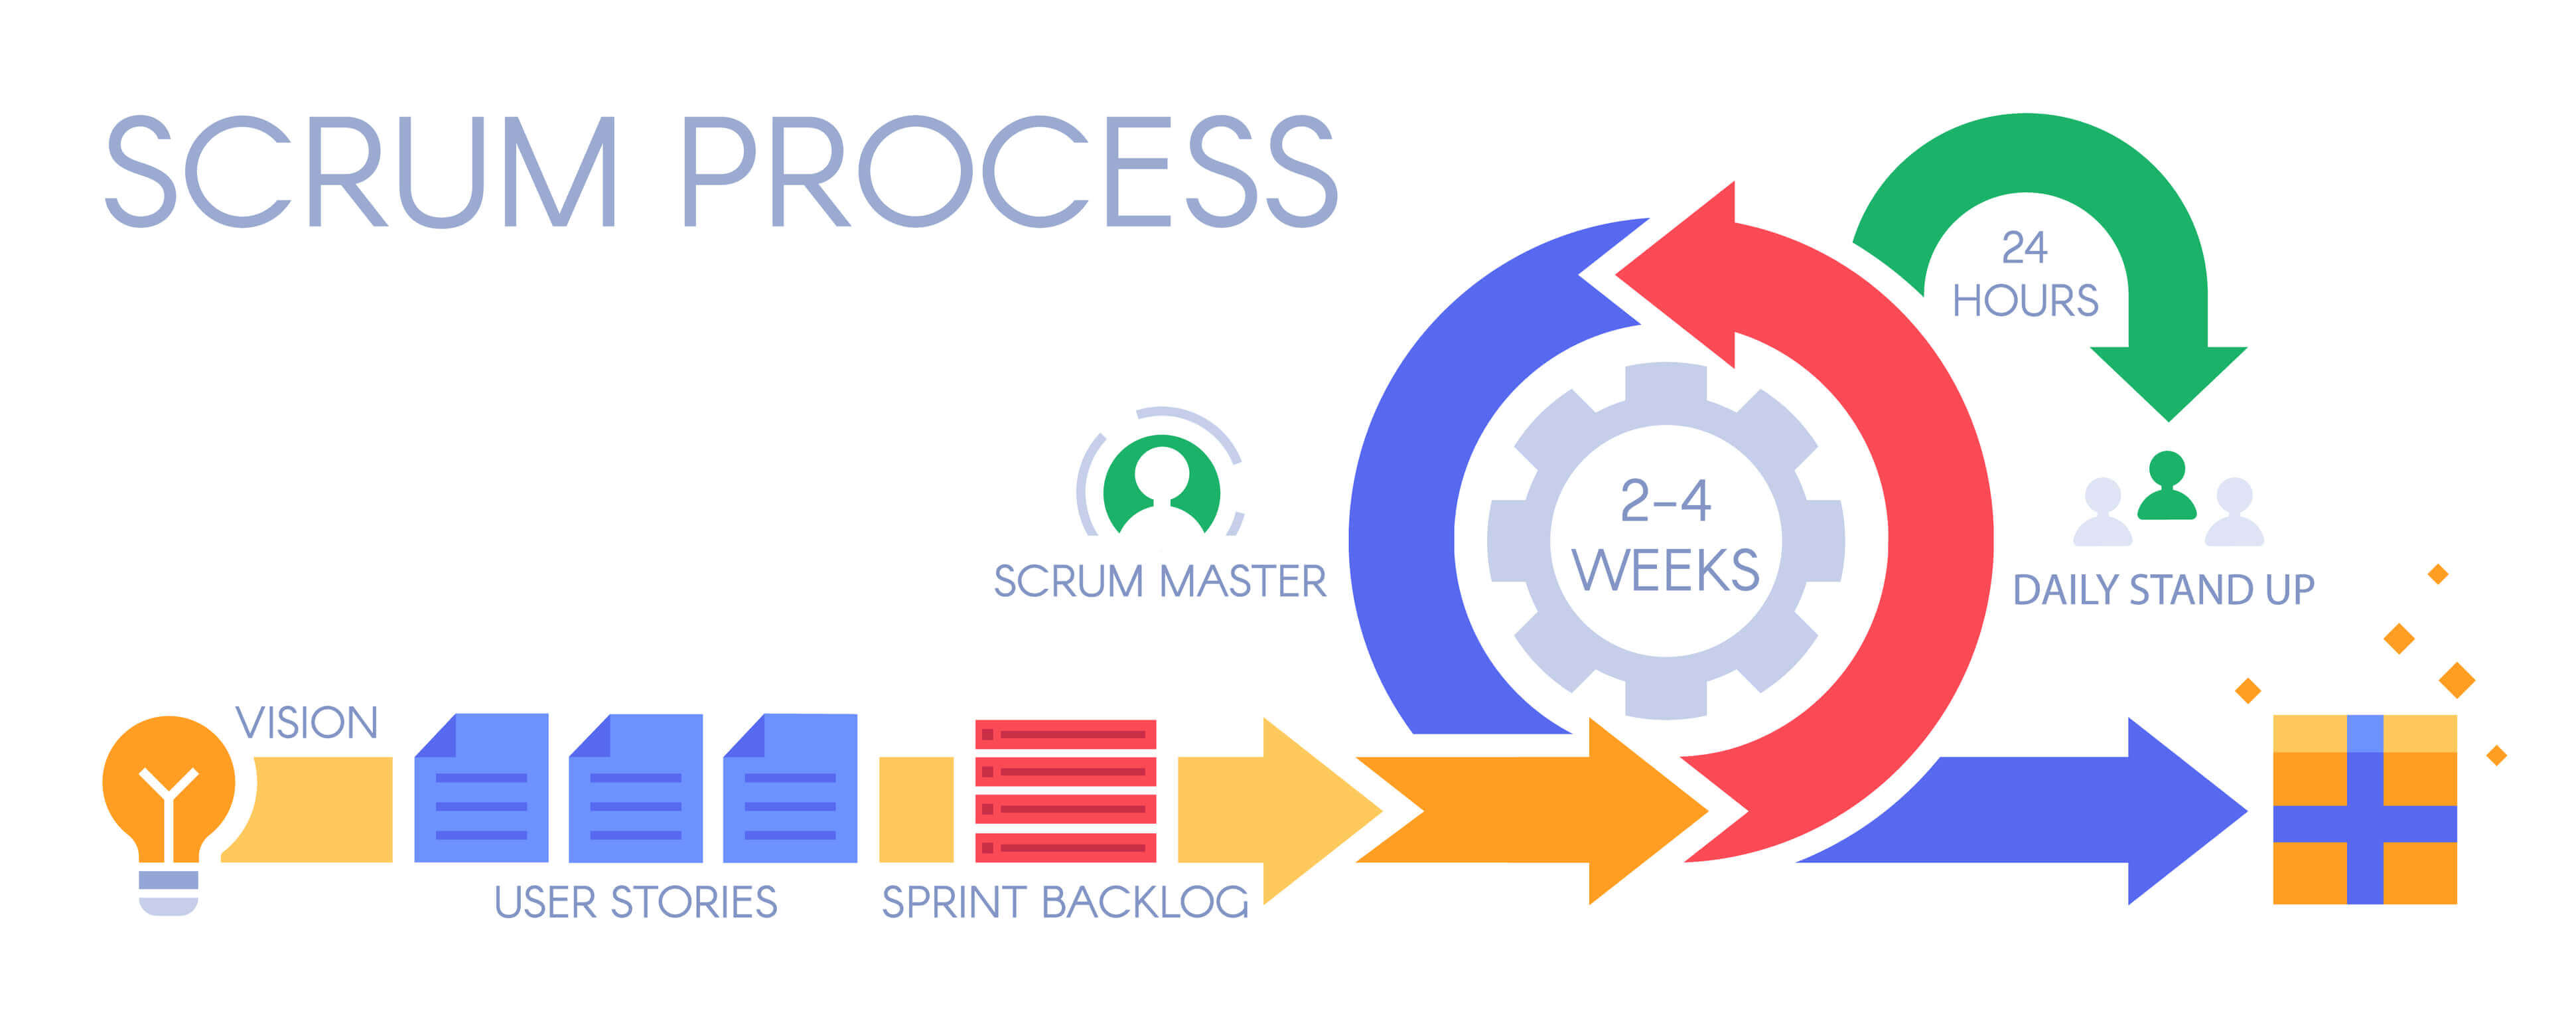 SCRUM PROCESS
24
HOURS
2-4
WEEKS
SCRUM MASTER
DAILY STAND UP
VISION
USER STORIES
SPRINT BACKLOG